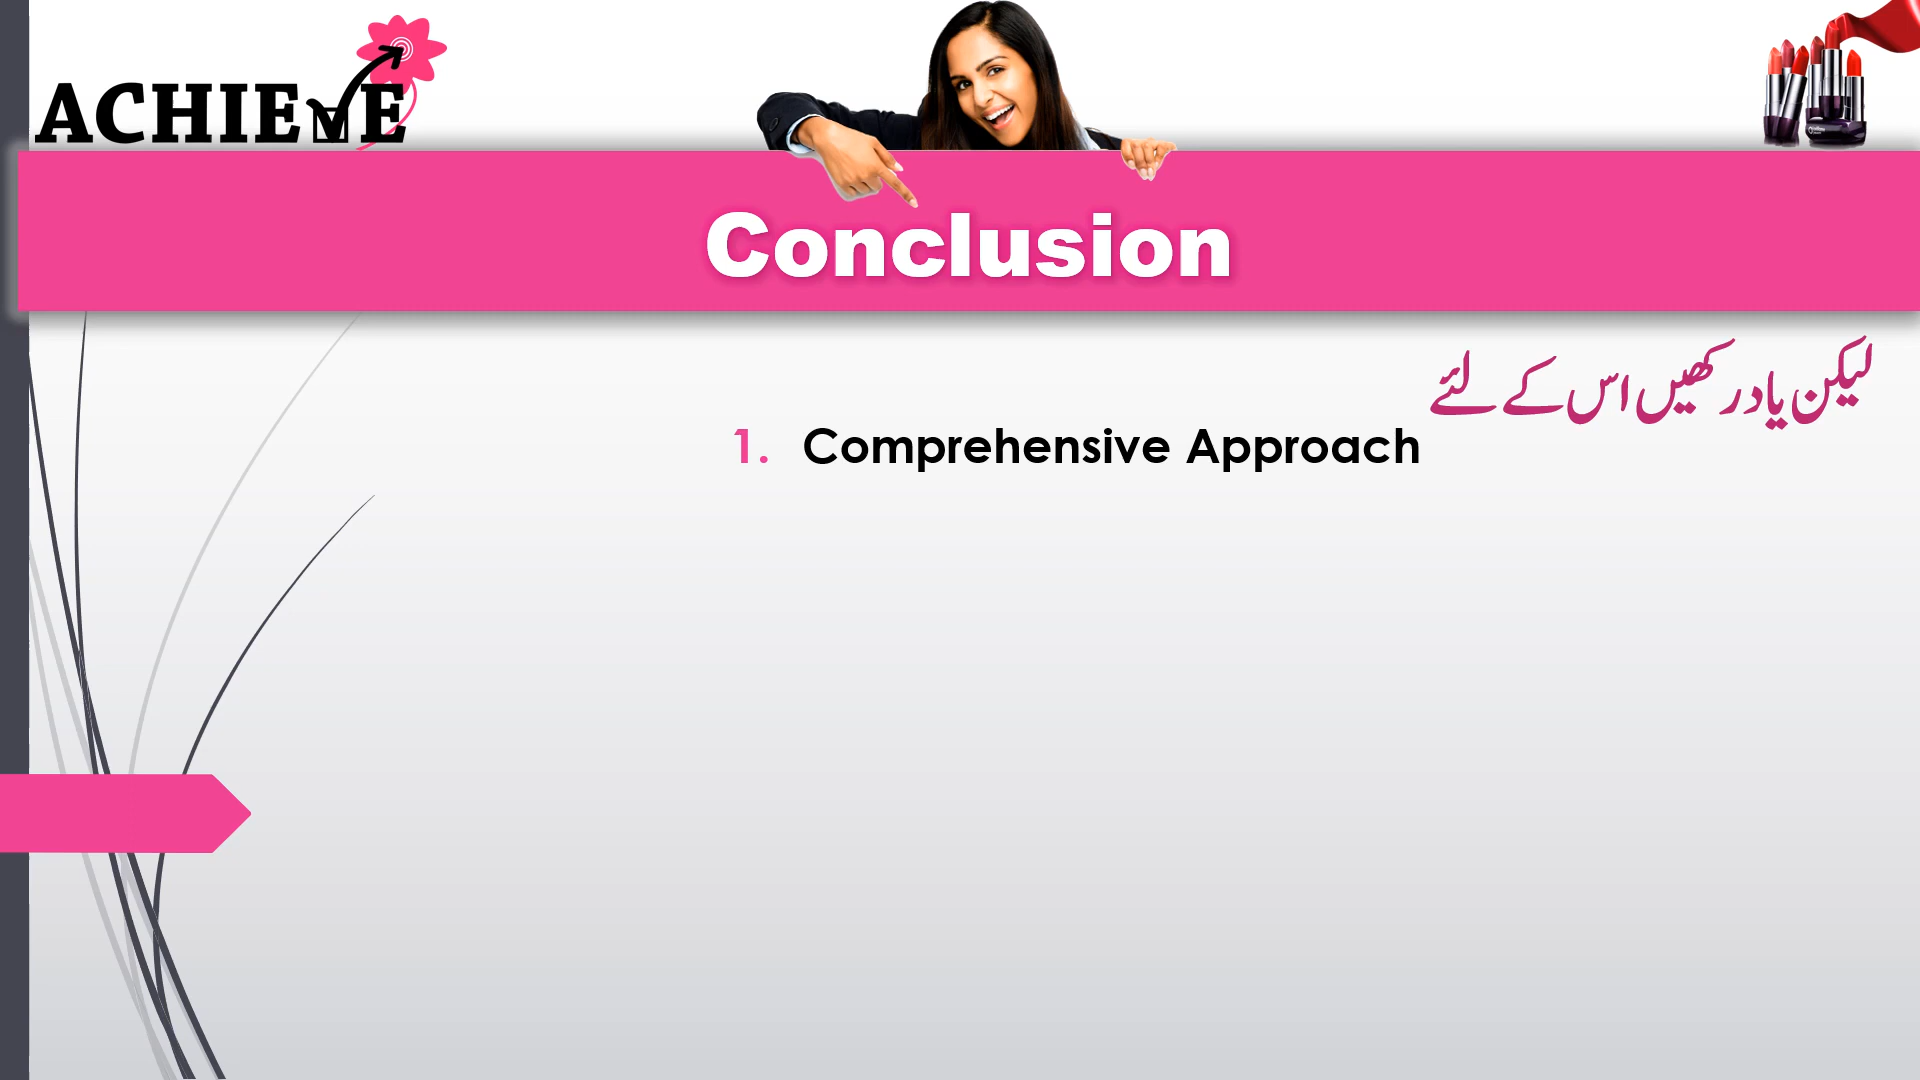 ACHIEVE
Conclusion
لیکن یاد رکھیں اس کے لئے
1. Comprehensive Approach